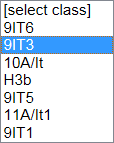 [select class]
9IT6
9IT3
10A/It
H3b
9IT5
11A/It1
9IT1